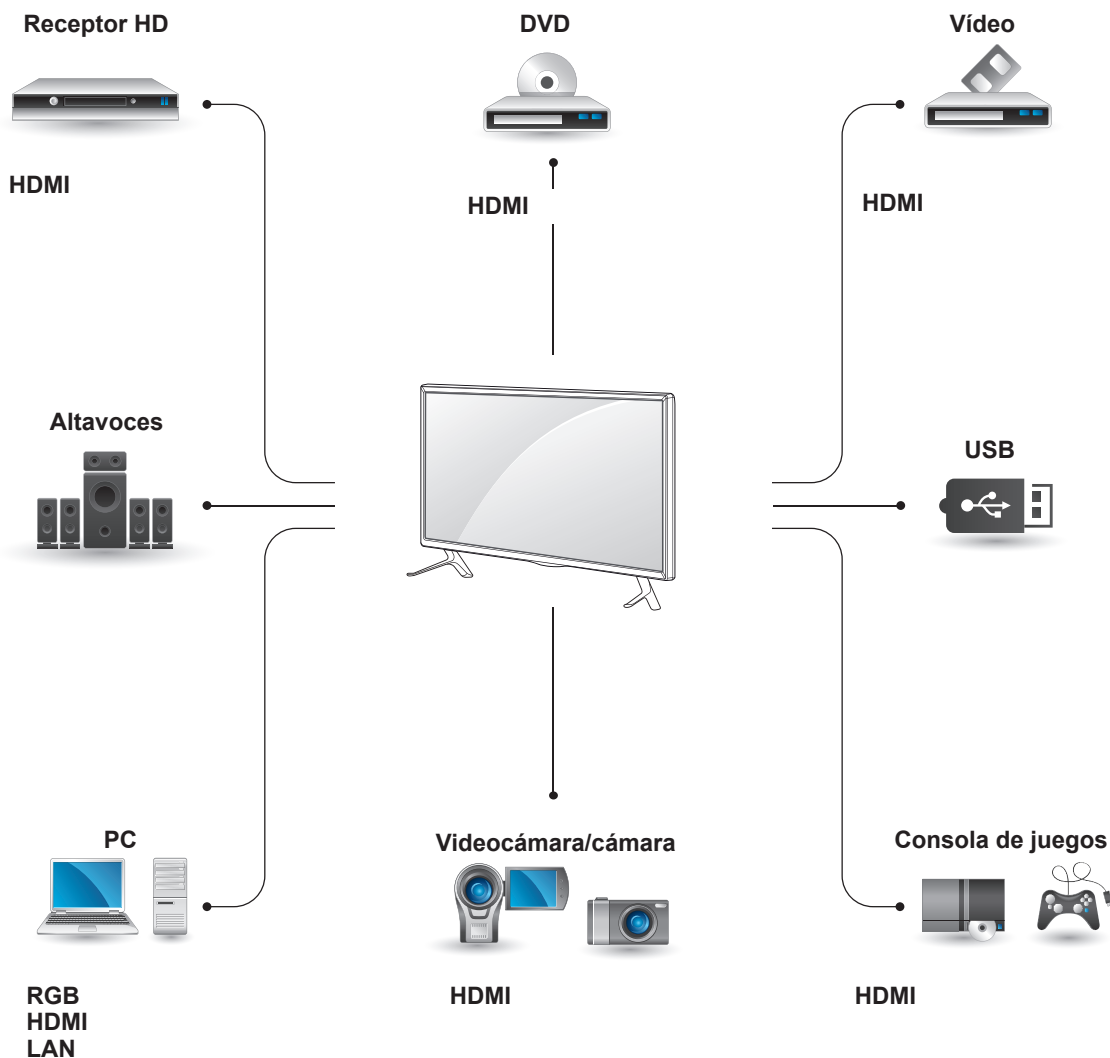 Receptor HD
DVD
Vídeo
HDMI
HDMI
HDMI
Altavoces
USB
PC
Videocámara/cámara
Consola de juegos
RGB
HDMI
LAN
HDMI
HDMI